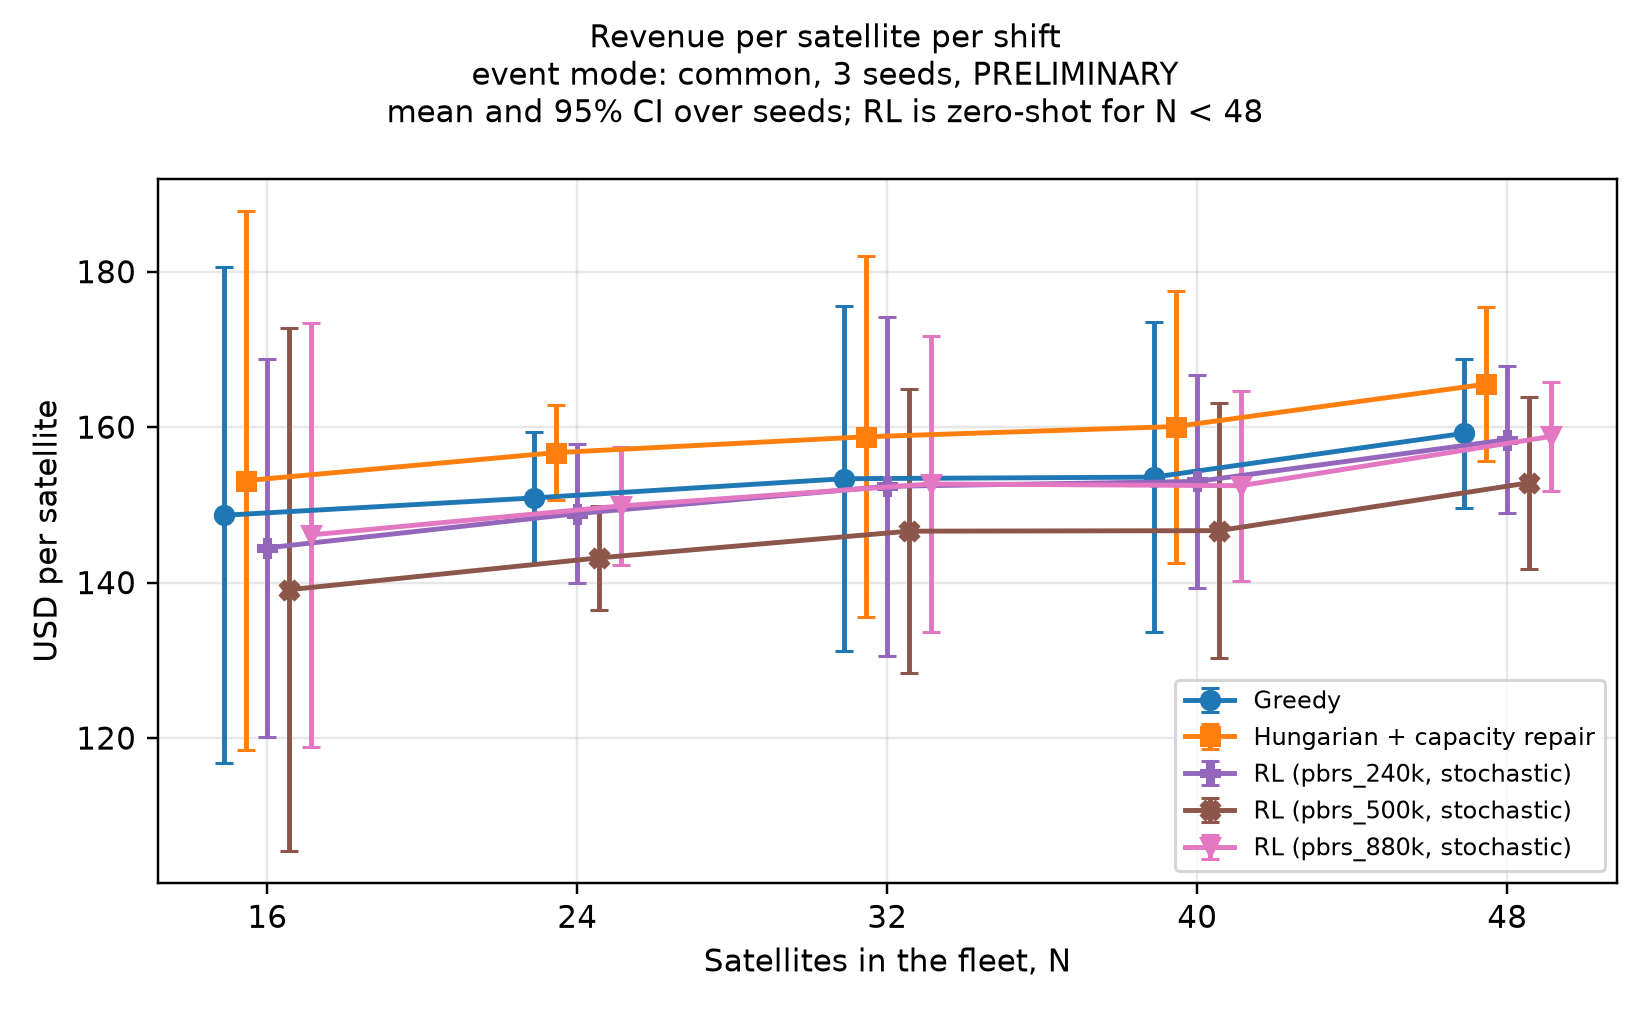 Revenue per satellite per shift
event mode: common, 3 seeds, PRELIMINARY
mean and 95% CI over seeds; RL is zero-shot for N < 48
USD per satellite
180
160
140
120
Greedy
Hungarian + capacity repair
RL (pbrs_240k, stochastic)
RL (pbrs_500k, stochastic)
RL (pbrs_880k, stochastic)
16 24 32 40 48
Satellites in the fleet, N